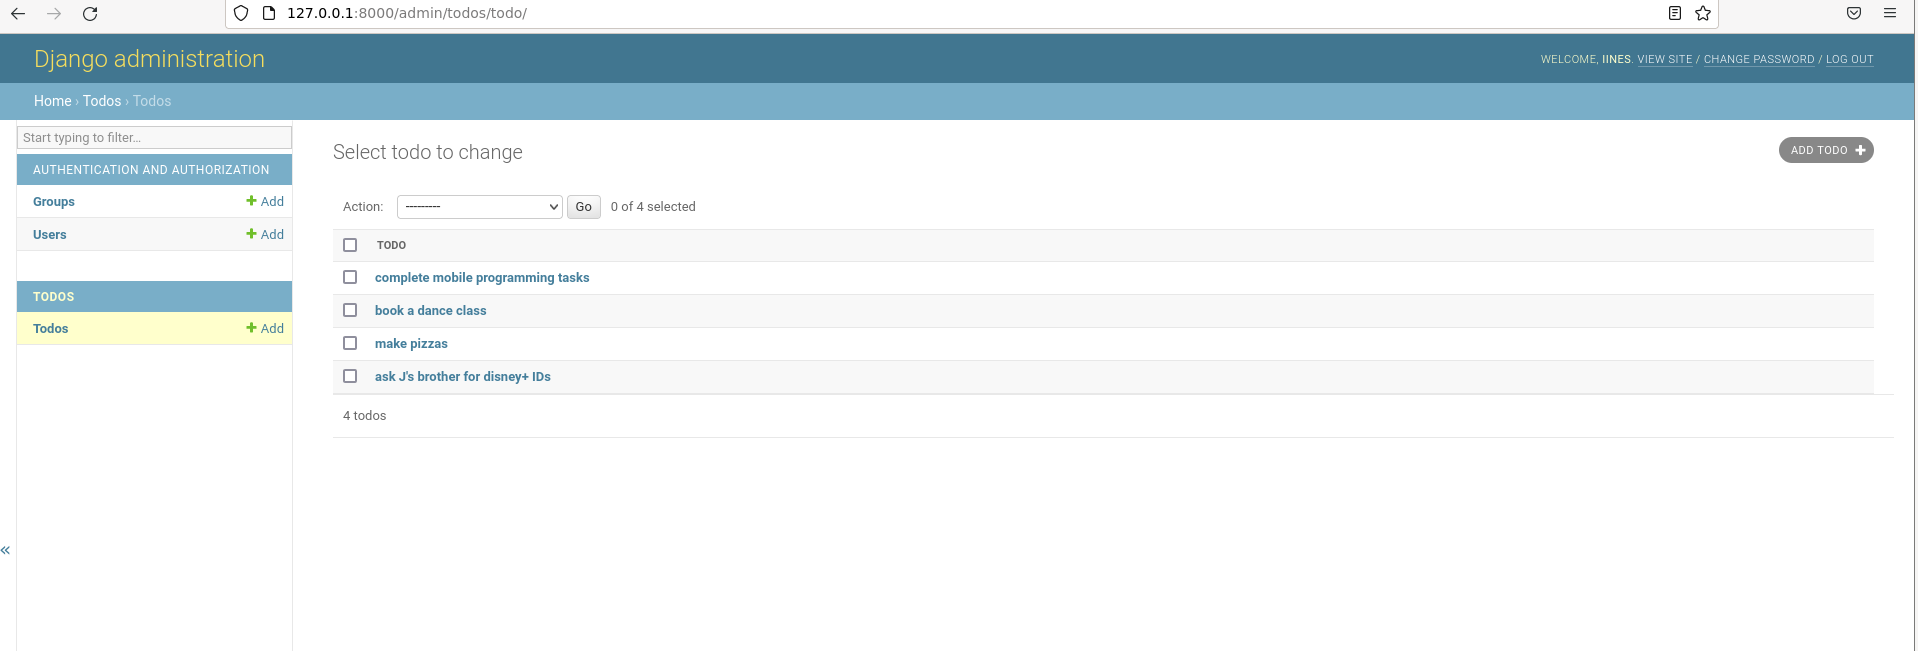 127.0.0.1:8000/admin/todos/todo/
Django administration
WELCOME, IINES. VIEW SITE / CHANGE PASSWORD / LOG OUT
Home › Todos › Todos
Start typing to filter...
AUTHENTICATION AND AUTHORIZATION
Groups + Add
Users + Add
TODOS
Todos + Add
«
Select todo to change
ADD TODO +
Action: --------- Go 0 of 4 selected
TODO
complete mobile programming tasks
book a dance class
make pizzas
ask J's brother for disney+ IDs
4 todos